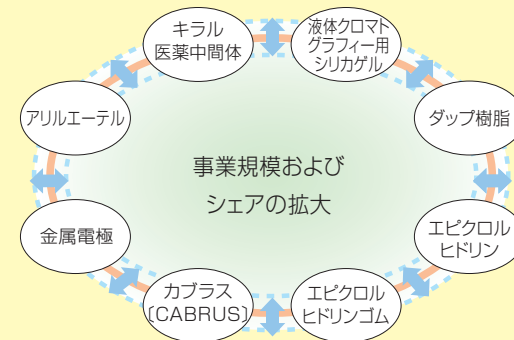 キラル
医薬中間体
液体クロマト
グラフィー用
シリカゲル
アリルエーテル
ダップ樹脂
事業規模および
シェアの拡大
金属電極
エピクロル
ヒドリン
カブラス
〔CABRUS〕
エピクロル
ヒドリンゴム